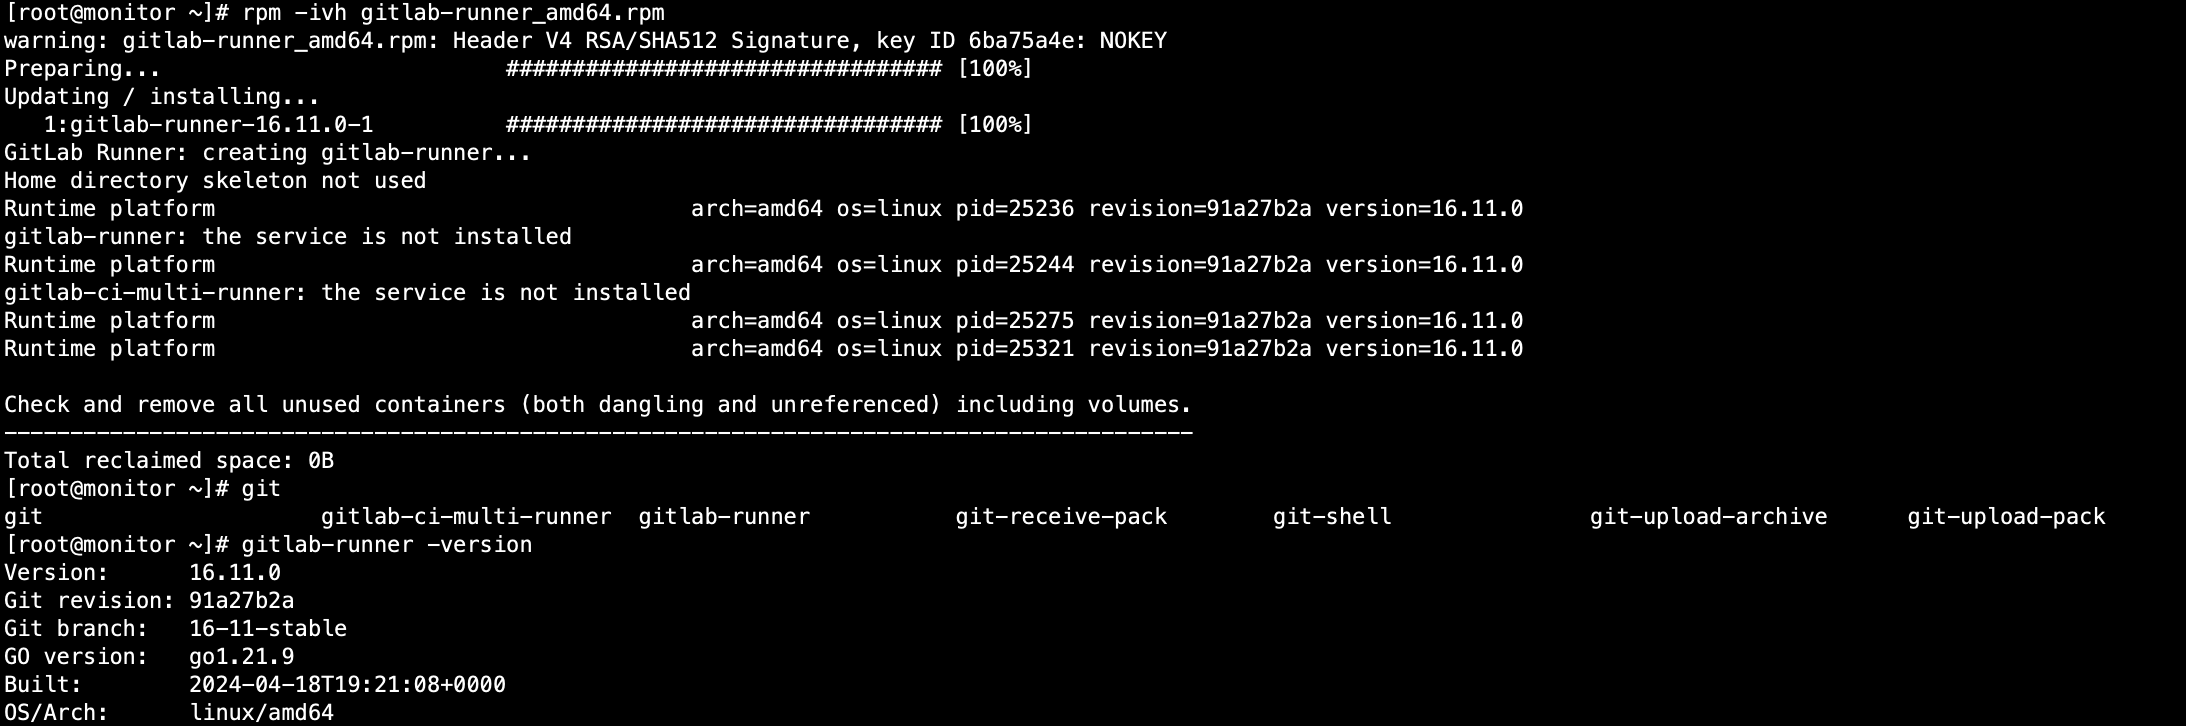 [root@monitor ~]# rpm -ivh gitlab-runner_amd64.rpm
warning: gitlab-runner_amd64.rpm: Header V4 RSA/SHA512 Signature, key ID 6ba75a4e: NOKEY
Preparing...                          ################################# [100%]
Updating / installing...
   1:gitlab-runner-16.11.0-1          ################################# [100%]
GitLab Runner: creating gitlab-runner...
Home directory skeleton not used
Runtime platform                                    arch=amd64 os=linux pid=25236 revision=91a27b2a version=16.11.0
gitlab-runner: the service is not installed
Runtime platform                                    arch=amd64 os=linux pid=25244 revision=91a27b2a version=16.11.0
gitlab-ci-multi-runner: the service is not installed
Runtime platform                                    arch=amd64 os=linux pid=25275 revision=91a27b2a version=16.11.0
Runtime platform                                    arch=amd64 os=linux pid=25321 revision=91a27b2a version=16.11.0

Check and remove all unused containers (both dangling and unreferenced) including volumes.
------------------------------------------------------------------------------------------
Total reclaimed space: 0B
[root@monitor ~]# git
git                     gitlab-ci-multi-runner  gitlab-runner           git-receive-pack        git-shell               git-upload-archive      git-upload-pack
[root@monitor ~]# gitlab-runner -version
Version:      16.11.0
Git revision: 91a27b2a
Git branch:   16-11-stable
GO version:   go1.21.9
Built:        2024-04-18T19:21:08+0000
OS/Arch:      linux/amd64